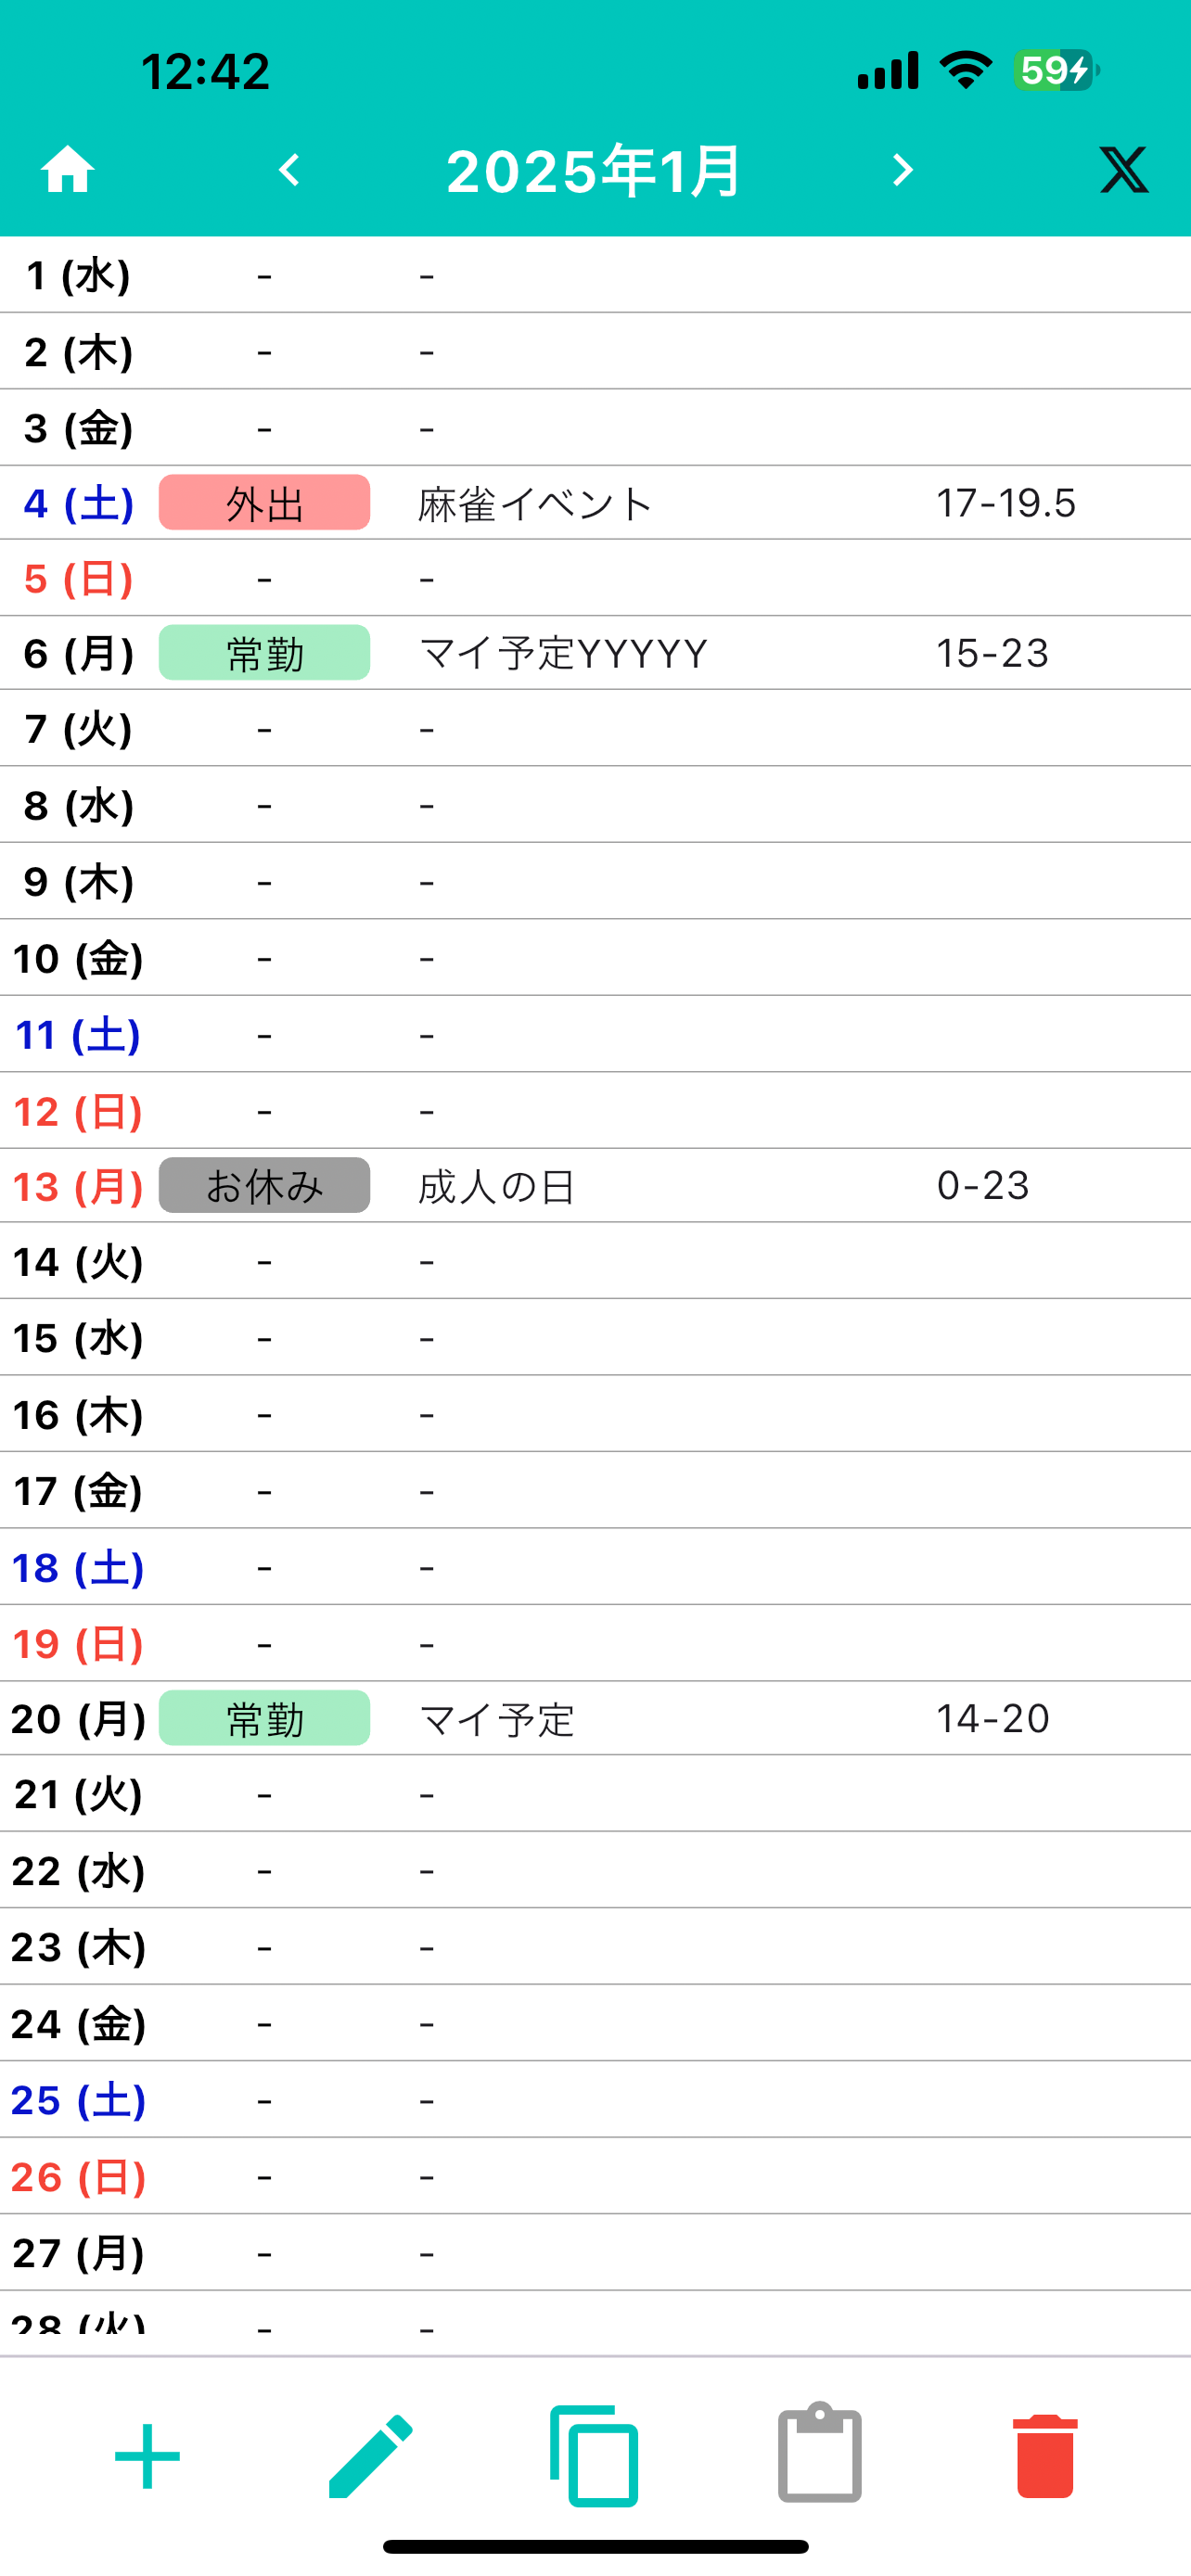 12:42 59
2025年1月
1 (水) - -
2 (木) - -
3 (金) - -
4 (土) 外出 麻雀イベント 17-19.5
5 (日) - -
6 (月) 常勤 マイ予定YYYYY 15-23
7 (火) - -
8 (水) - -
9 (木) - -
10 (金) - -
11 (土) - -
12 (日) - -
13 (月) お休み 成人の日 0-23
14 (火) - -
15 (水) - -
16 (木) - -
17 (金) - -
18 (土) - -
19 (日) - -
20 (月) 常勤 マイ予定 14-20
21 (火) - -
22 (水) - -
23 (木) - -
24 (金) - -
25 (土) - -
26 (日) - -
27 (月) - -
28 (火) - -